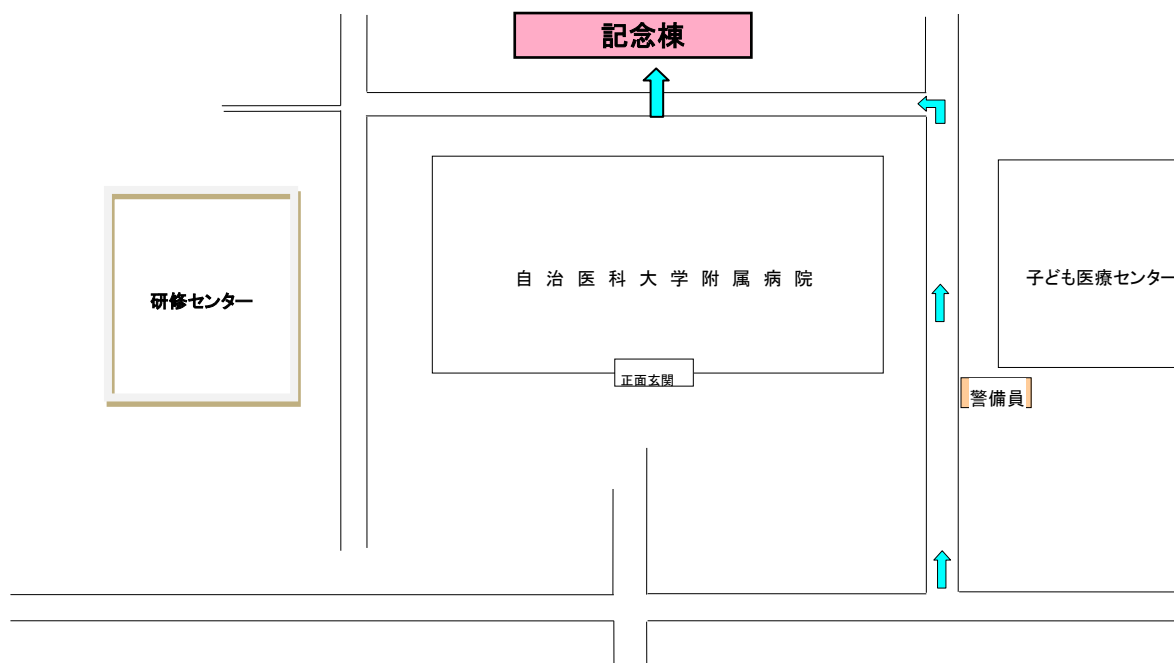 記念棟
自治医科大学附属病院
子ども医療センター
研修センター
正面玄関
警備員